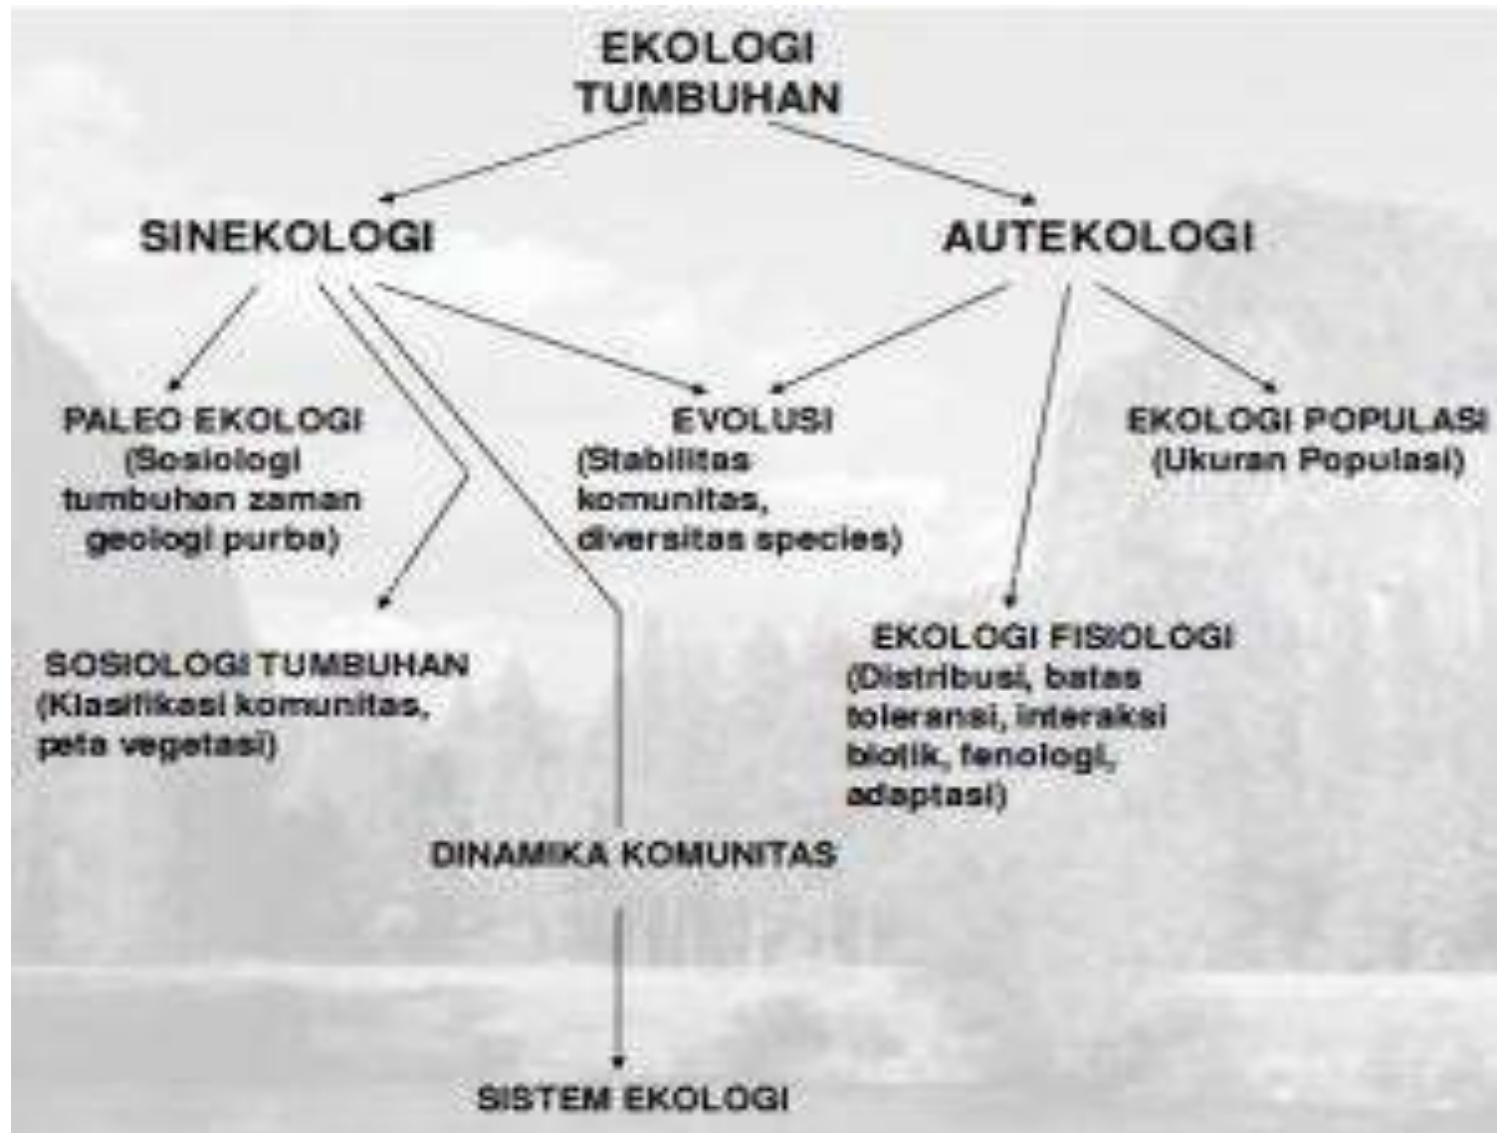 EKOLOGI
TUMBUHAN
SINEKOLOGI
AUTEKOLOGI
PALEO EKOLOGI
(Sosiologi
tumbuhan zaman
geologi purba)
EVOLUSI
(Stabilitas
komunitas,
diversitas species)
EKOLOGI POPULASI
(Ukuran Populasi)
SOSIOLOGI TUMBUHAN
(Klasifikasi komunitas,
peta vegetasi)
EKOLOGI FISIOLOGI
(Distribusi, batas
toleransi, interaksi
biotik, fenologi,
adaptasi)
DINAMIKA KOMUNITAS
SISTEM EKOLOGI